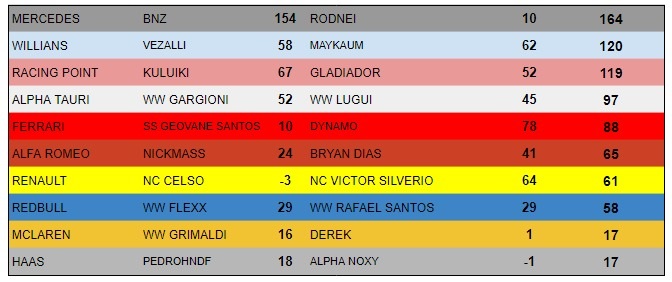 MERCEDES BNZ 154 RODNEI 10 164
WILLIANS VEZALLI 58 MAYKAUM 62 120
RACING POINT KULUIKI 67 GLADIADOR 52 119
ALPHA TAURI WW GARGIONI 52 WW LUGUI 45 97
FERRARI SS GEOVANE SANTOS 10 DYNAMO 78 88
ALFA ROMEO NICKMASS 24 BRYAN DIAS 41 65
RENAULT NC CELSO -3 NC VICTOR SILVERIO 64 61
REDBULL WW FLEXX 29 WW RAFAEL SANTOS 29 58
MCLAREN WW GRIMALDI 16 DEREK 1 17
HAAS PEDROHNDF 18 ALPHA NOXY -1 17